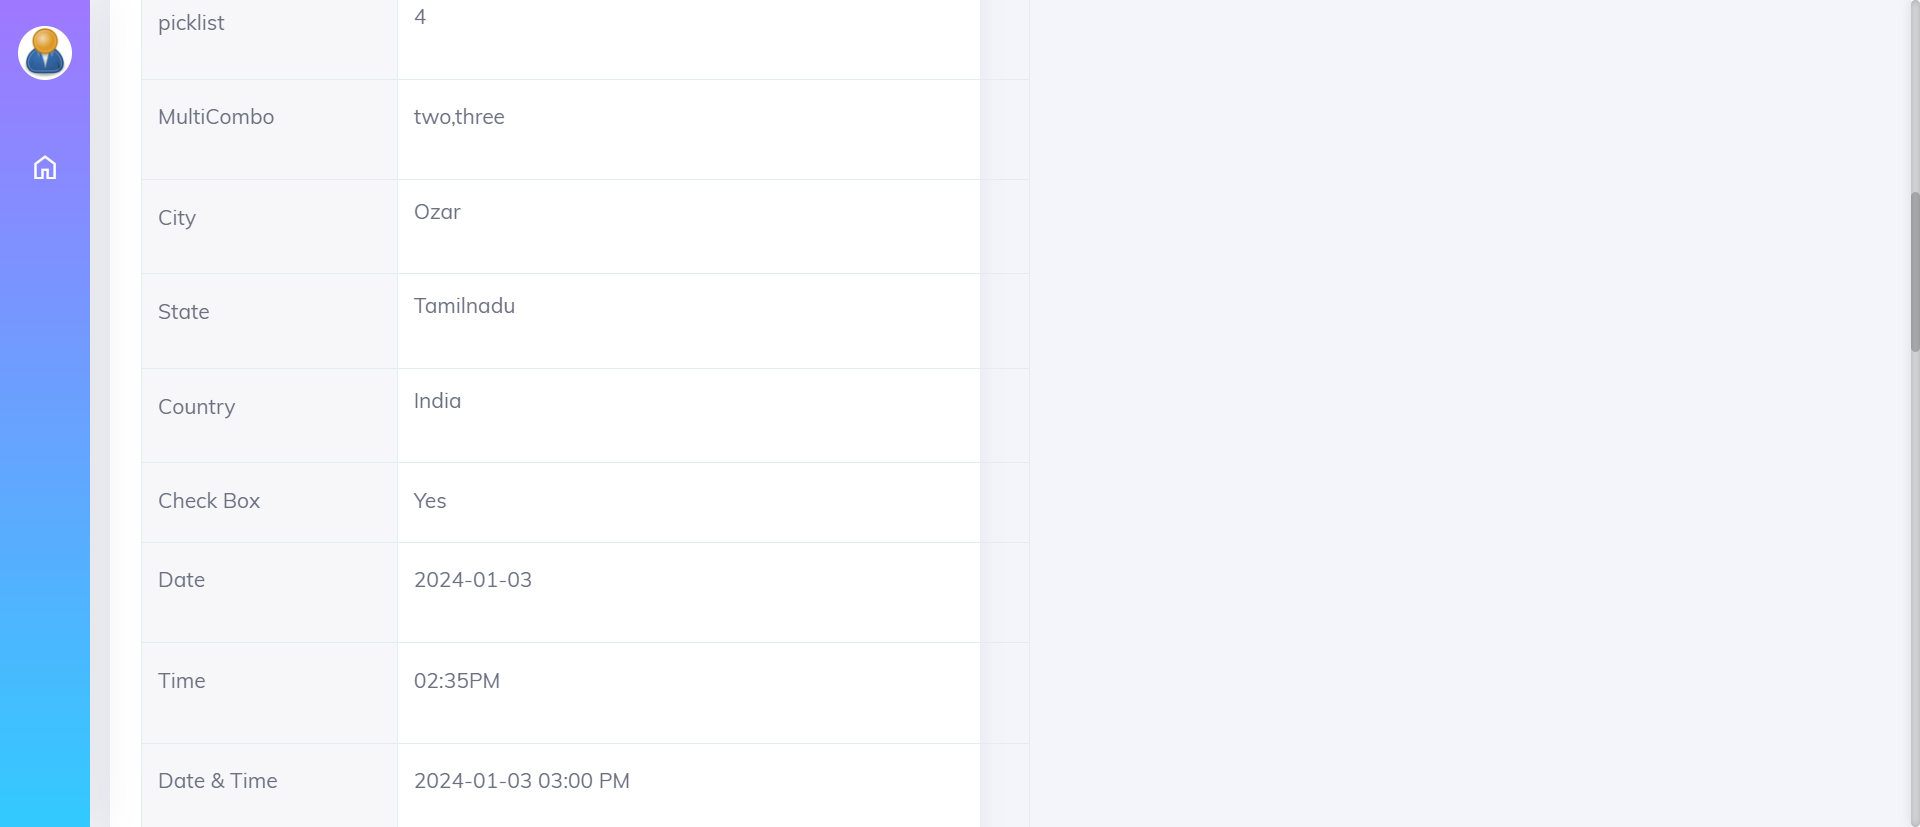 picklist 4
MultiCombo two,three
City Ozar
State Tamilnadu
Country India
Check Box Yes
Date 2024-01-03
Time 02:35PM
Date & Time 2024-01-03 03:00 PM